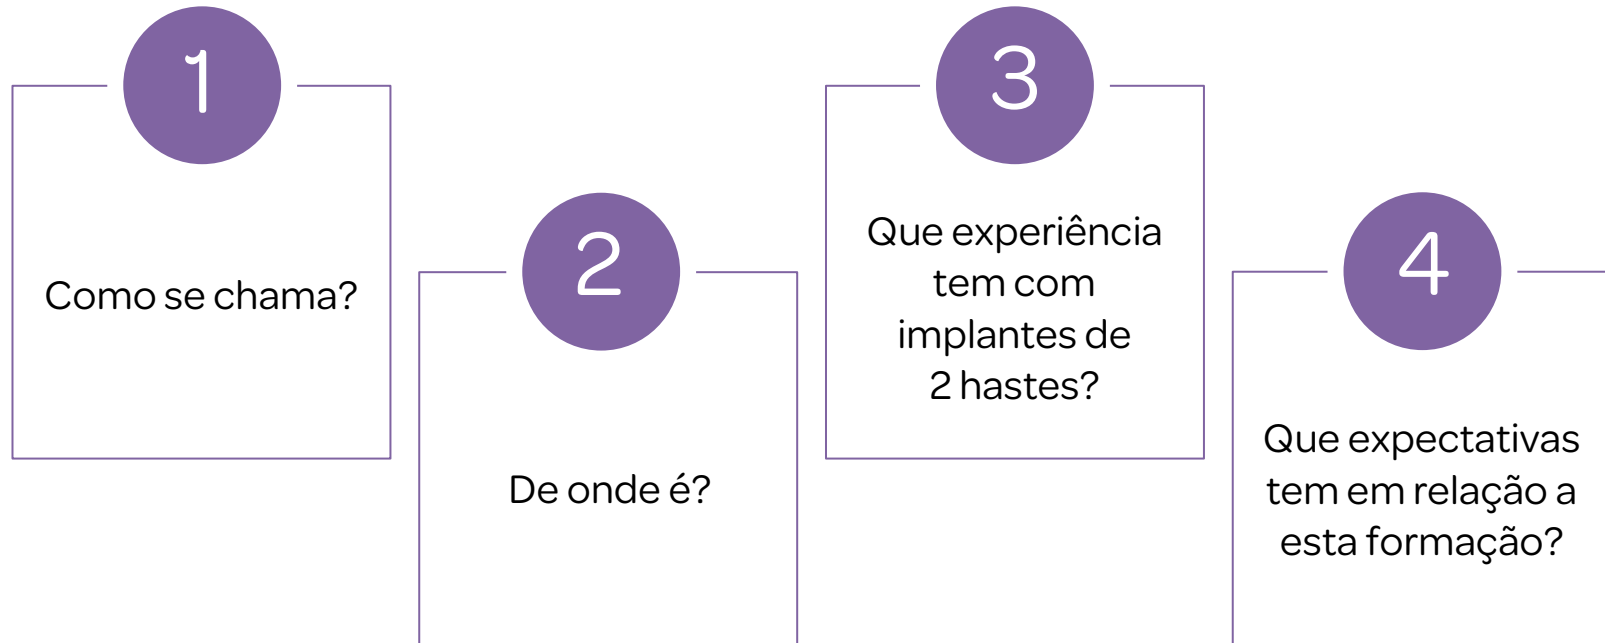 1
Como se chama?
2
De onde é?
3
Que experiência
tem com
implantes de
2 hastes?
4
Que expectativas
tem em relação a
esta formação?